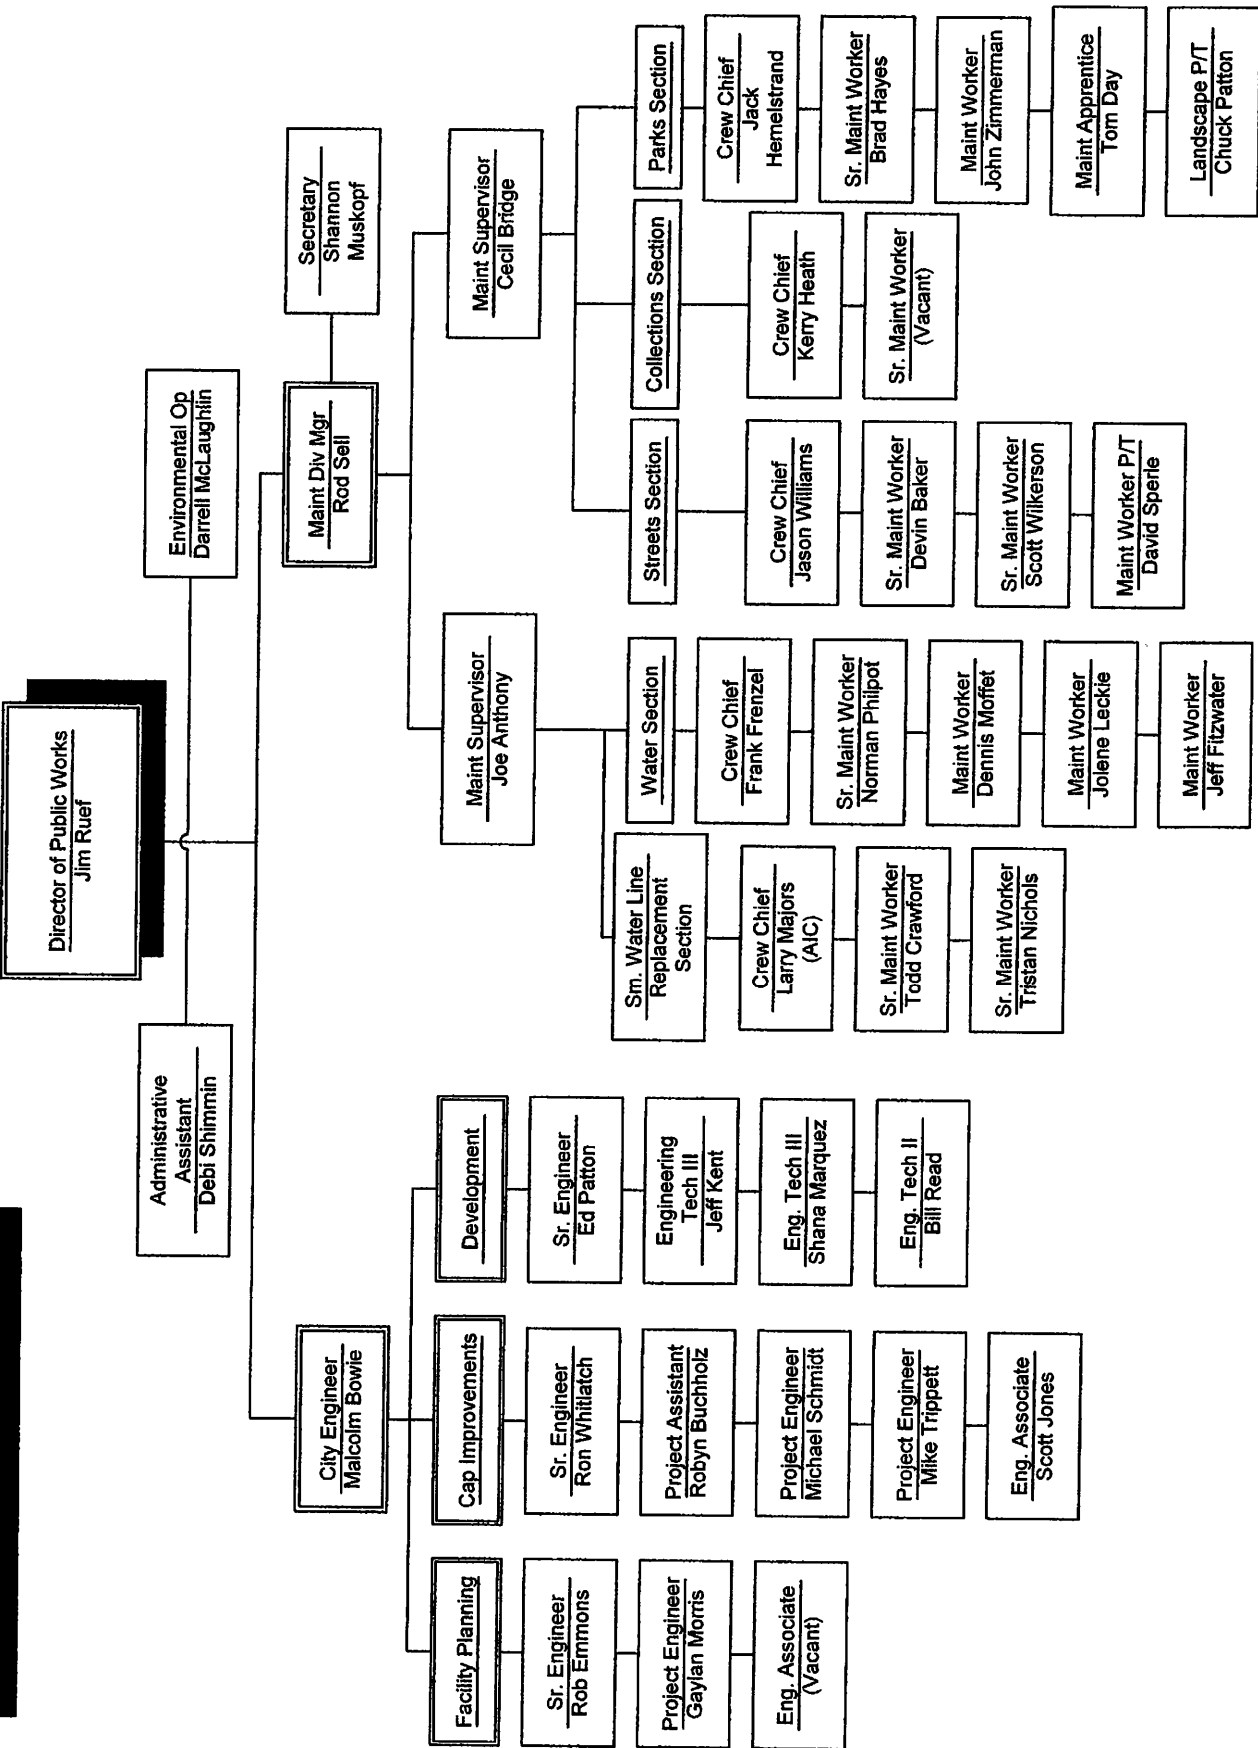 Director of Public Works
Jim Ruef
Administrative
Assistant
Debi Shimmin
Environmental Op
Darrell McLaughlin
City Engineer
Malcolm Bowie
Maint Div Mgr
Rod Sell
Secretary
Shannon
Muskopf
Facility Planning
Sr. Engineer
Rob Emmons
Project Engineer
Gaylan Morris
Eng. Associate
(Vacant)
Cap Improvements
Sr. Engineer
Ron Whitlatch
Project Assistant
Robyn Buchholz
Project Engineer
Michael Schmidt
Project Engineer
Mike Trippett
Eng. Associate
Scott Jones
Development
Sr. Engineer
Ed Patton
Engineering
Tech III
Jeff Kent
Eng. Tech III
Shana Marquez
Eng. Tech II
Bill Read
Maint Supervisor
Joe Anthony
Sm. Water Line
Replacement
Section
Crew Chief
Larry Majors
(AIC)
Sr. Maint Worker
Todd Crawford
Sr. Maint Worker
Tristan Nichols
Water Section
Crew Chief
Frank Frenzel
Sr. Maint Worker
Norman Philpot
Maint Worker
Dennis Moffet
Maint Worker
Jolene Leckie
Maint Worker
Jeff Fitzwater
Maint Supervisor
Cecil Bridge
Streets Section
Crew Chief
Jason Williams
Sr. Maint Worker
Devin Baker
Sr. Maint Worker
Scott Wilkerson
Maint Worker P/T
David Sperle
Collections Section
Crew Chief
Kerry Heath
Sr. Maint Worker
(Vacant)
Parks Section
Crew Chief
Jack
Hemelstrand
Sr. Maint Worker
Brad Hayes
Maint Worker
John Zimmerman
Maint Apprentice
Tom Day
Landscape P/T
Chuck Patton